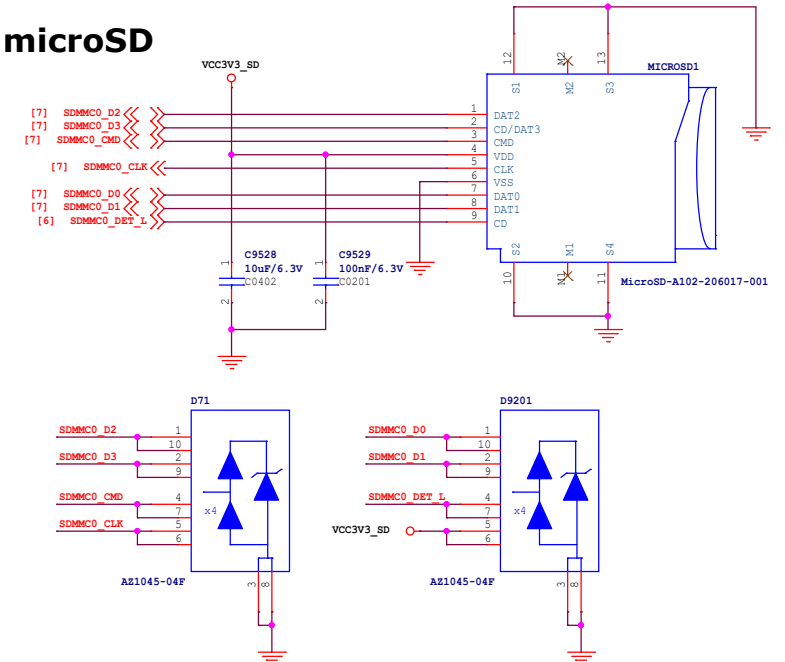 microSD
VCC3V3_SD
12
M2
13
MICROSD1
S1
M2
S3
[7] SDMMC0_D2 1 DAT2
[7] SDMMC0_D3 2 CD/DAT3
[7] SDMMC0_CMD 3 CMD
4 VDD
[7] SDMMC0_CLK 5 CLK
6 VSS
[7] SDMMC0_D0 7 DAT0
[7] SDMMC0_D1 8 DAT1
[6] SDMMC0_DET_L 9 CD
S2
M1
S4
10
M1
11
MicroSD-A102-206017-001
1
C9528
10uF/6.3V
C0402
2
1
C9529
100nF/6.3V
C0201
2
D71
SDMMC0_D2 1
10
SDMMC0_D3 2
9
SDMMC0_CMD 4
7
SDMMC0_CLK 5
6
x4
AZ1045-04F
3
8
D9201
SDMMC0_D0 1
10
SDMMC0_D1 2
9
SDMMC0_DET_L 4
7
VCC3V3_SD 5
6
x4
AZ1045-04F
3
8